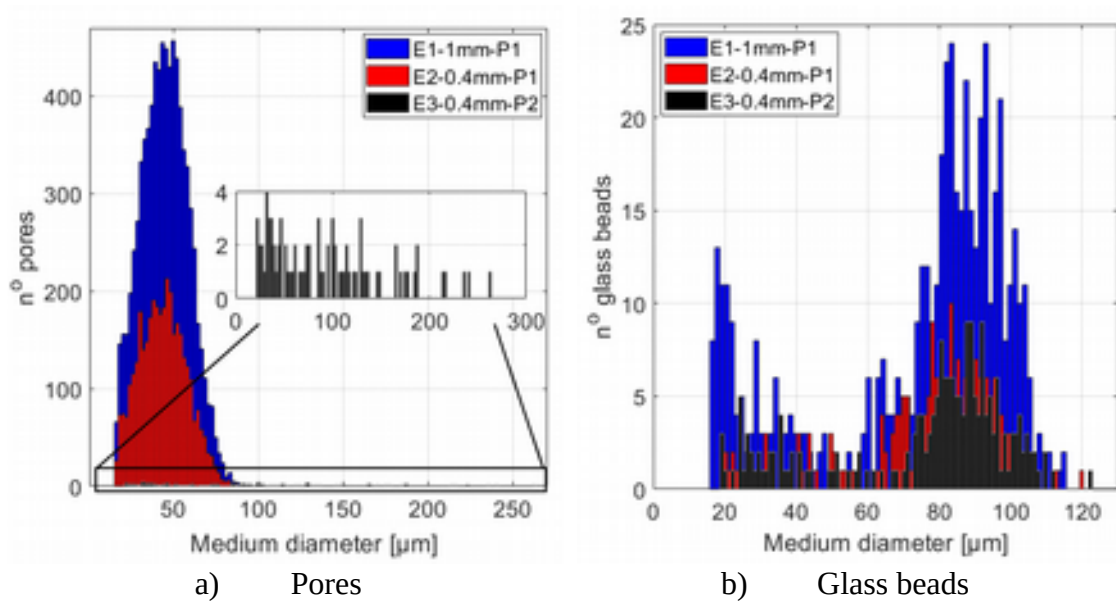 E1-1mm-P1
E2-0.4mm-P1
E3-0.4mm-P2
nº pores
400
300
200
100
0
4
2
0
0 100 200 300
50 100 150 200 250
Medium diameter [µm]
a) Pores
E1-1mm-P1
E2-0.4mm-P1
E3-0.4mm-P2
nº glass beads
25
20
15
10
5
0
0 20 40 60 80 100 120
Medium diameter [µm]
b) Glass beads